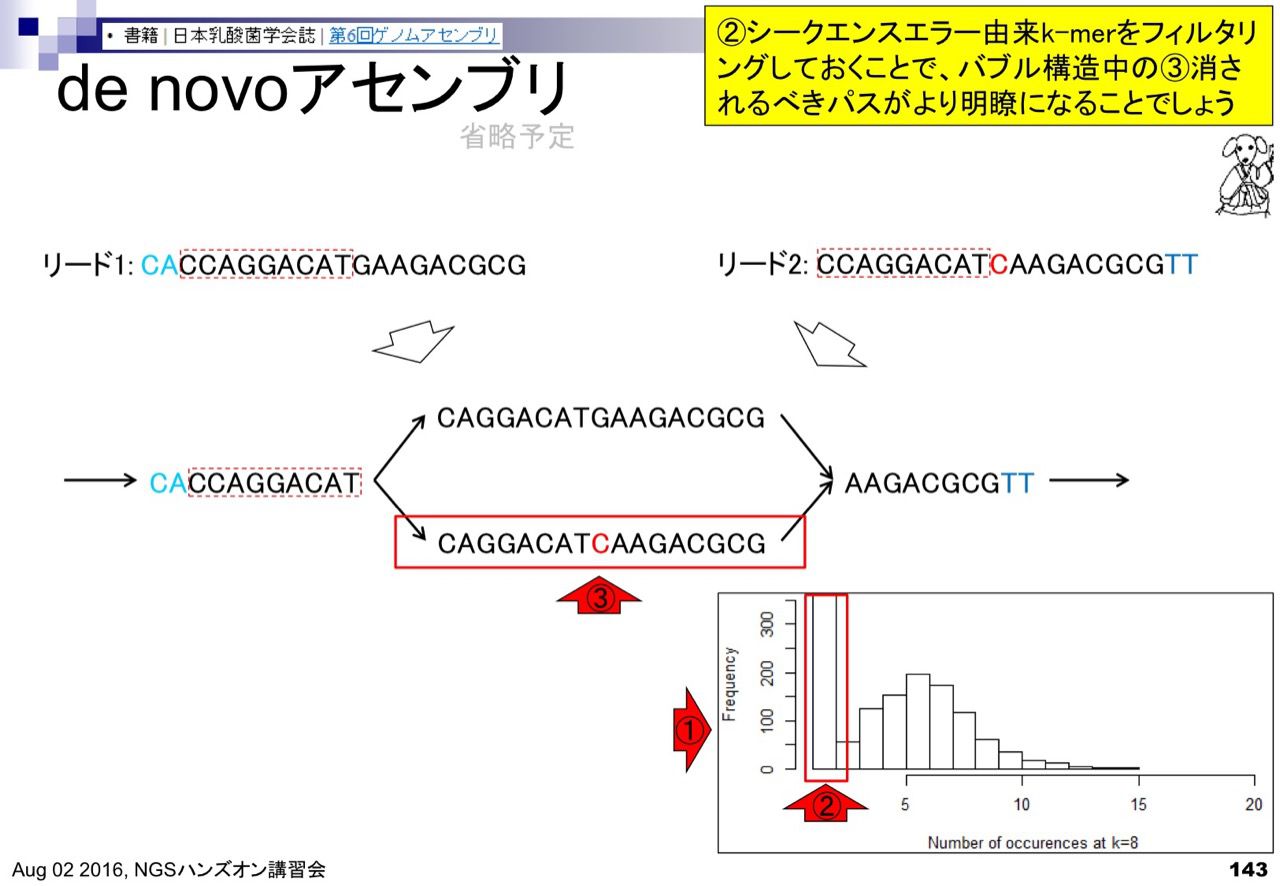 • 書籍 | 日本乳酸菌学会誌 | 第6回ゲノムアセンブリ
de novoアセンブリ
省略予定
②シークエンスエラー由来k-merをフィルタリ
ングしておくことで、バブル構造中の③消さ
れるべきパスがより明瞭になることでしょう
リード1: CACCAGGACATGAAGACGCG
リード2: CCAGGACATCAAGACGCGTT
CAGGACATGAAGACGCG
CACCAGGACAT
AAGACGCGTT
CAGGACATCAAGACGCG
③
①
②
Frequency
300
200
100
0
5 10 15 20
Number of occurences at k=8
Aug 02 2016, NGSハンズオン講習会
143